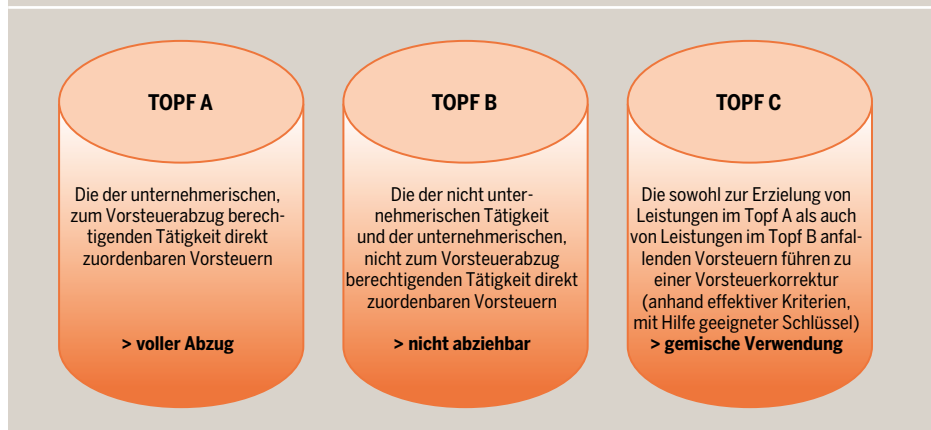 TOPF A
Die der unternehmerischen,
zum Vorsteuerabzug berech-
tigenden Tätigkeit direkt
zuordenbaren Vorsteuern
> voller Abzug
TOPF B
Die der nicht unter-
nehmerischen Tätigkeit
und der unternehmerischen,
nicht zum Vorsteuerabzug
berechtigenden Tätigkeit direkt
zuordenbaren Vorsteuern
> nicht abziehbar
TOPF C
Die sowohl zur Erzielung von
Leistungen im Topf A als auch
von Leistungen im Topf B anfal-
lenden Vorsteuern führen zu
einer Vorsteuerkorrektur
(anhand effektiver Kriterien,
mit Hilfe geeigneter Schlüssel)
> gemische Verwendung